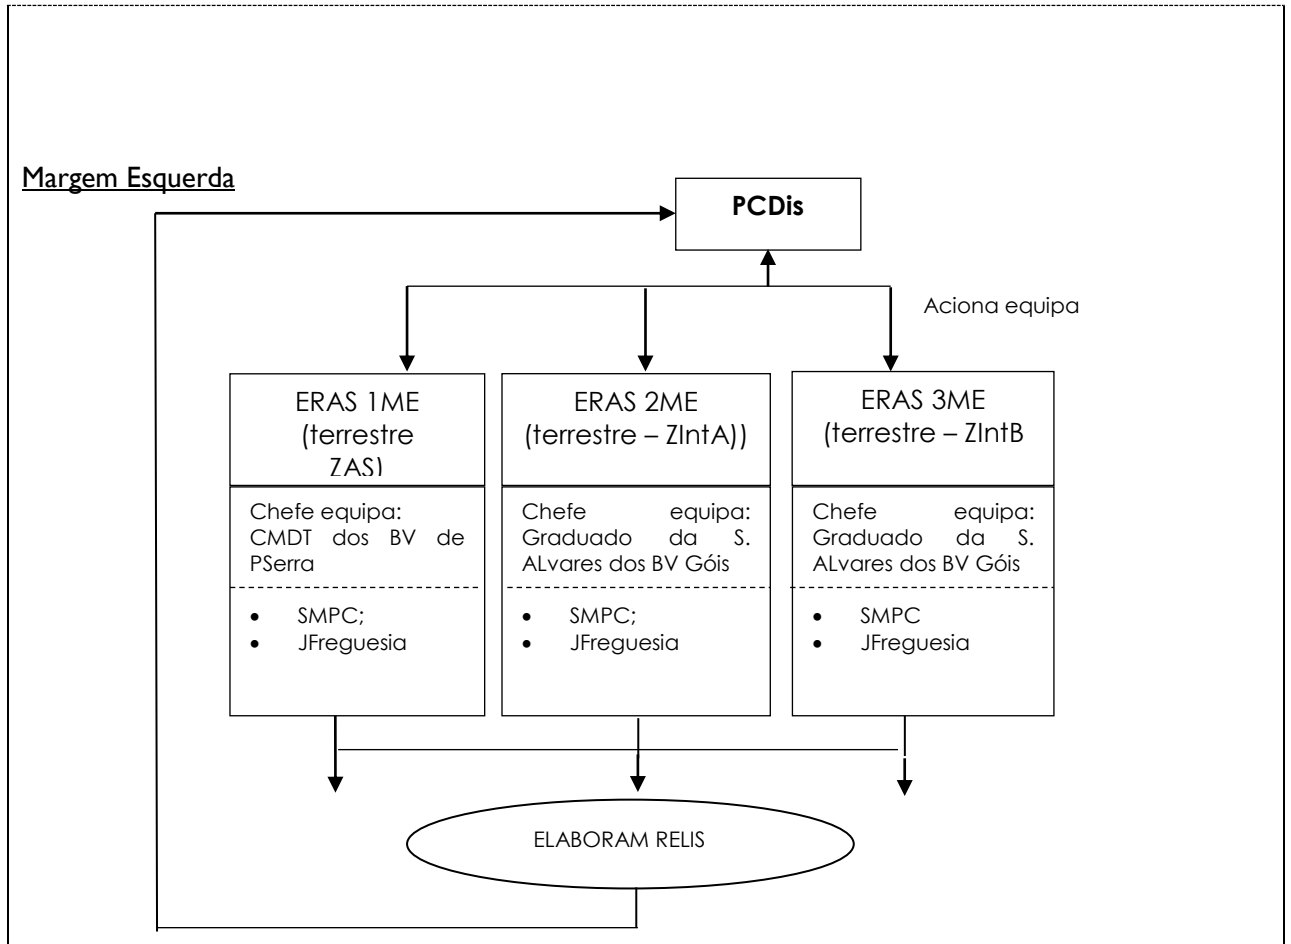 Margem Esquerda
PCDis
Aciona equipa
ERAS 1ME
(terrestre
ZAS)
ERAS 2ME
(terrestre – ZIntA))
ERAS 3ME
(terrestre – ZIntB
Chefe equipa:
CMDT dos BV de
PSerra
• SMPC;
• JFreguesia
Chefe equipa:
Graduado da S.
ALvares dos BV Góis
• SMPC;
• JFreguesia
Chefe equipa:
Graduado da S.
ALvares dos BV Góis
• SMPC
• JFreguesia
ELABORAM RELIS